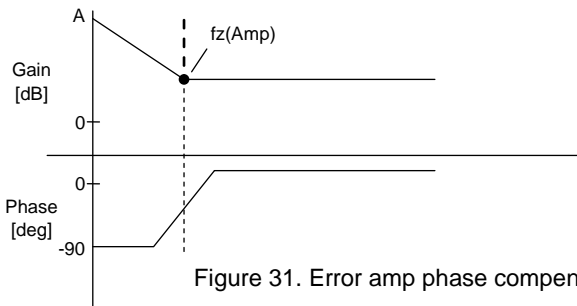 A
fz(Amp)
Gain
[dB]
0
0
Phase
[deg]
-90
Figure 31. Error amp phase compen